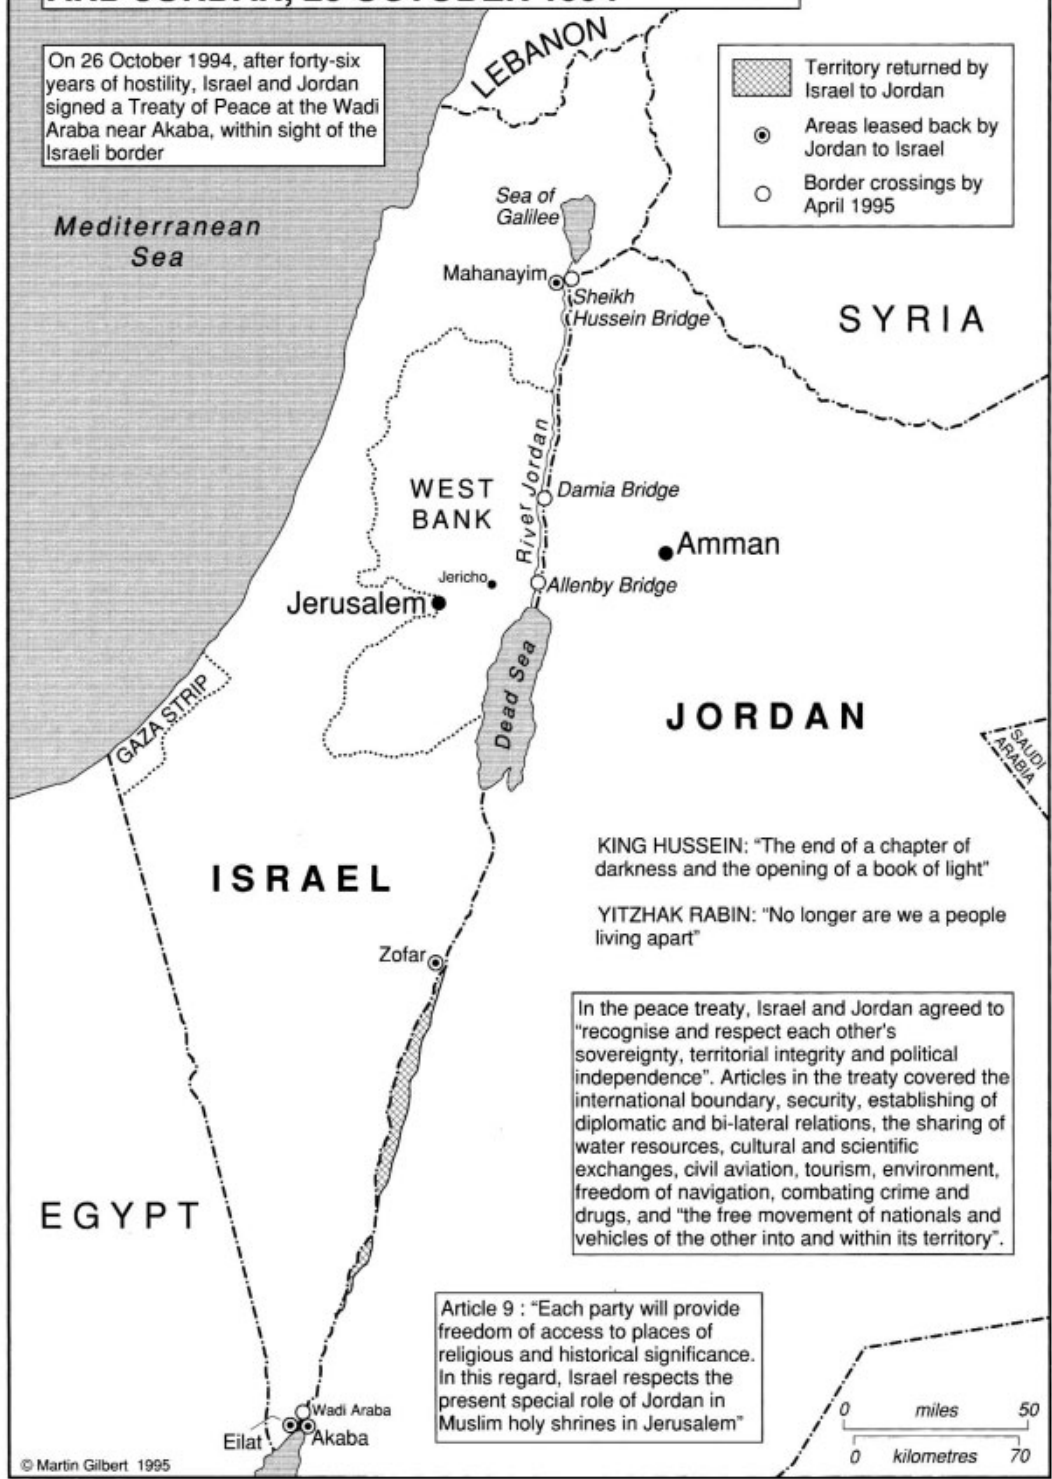 AND JORDAN, 26 OCTOBER 1994
On 26 October 1994, after forty-six
years of hostility, Israel and Jordan
signed a Treaty of Peace at the Wadi
Araba near Akaba, within sight of the
Israeli border
LEBANON
Territory returned by
Israel to Jordan
Areas leased back by
Jordan to Israel
Border crossings by
April 1995
Mediterranean
Sea
Sea of
Galilee
Mahanayim
Sheikh
Hussein Bridge
SYRIA
River Jordan
WEST
BANK
Damia Bridge
Amman
Jericho
Allenby Bridge
Jerusalem
Dead Sea
GAZA STRIP
JORDAN
SAUDI
ARABIA
ISRAEL
KING HUSSEIN: “The end of a chapter of
darkness and the opening of a book of light”
YITZHAK RABIN: “No longer are we a people
living apart”
Zofar
In the peace treaty, Israel and Jordan agreed to
“recognise and respect each other's
sovereignty, territorial integrity and political
independence”. Articles in the treaty covered the
international boundary, security, establishing of
diplomatic and bi-lateral relations, the sharing of
water resources, cultural and scientific
exchanges, civil aviation, tourism, environment,
freedom of navigation, combating crime and
drugs, and “the free movement of nationals and
vehicles of the other into and within its territory”.
EGYPT
Article 9 : “Each party will provide
freedom of access to places of
religious and historical significance.
In this regard, Israel respects the
present special role of Jordan in
Muslim holy shrines in Jerusalem”
Wadi Araba
Eilat
Akaba
0 miles 50
0 kilometres 70
© Martin Gilbert 1995